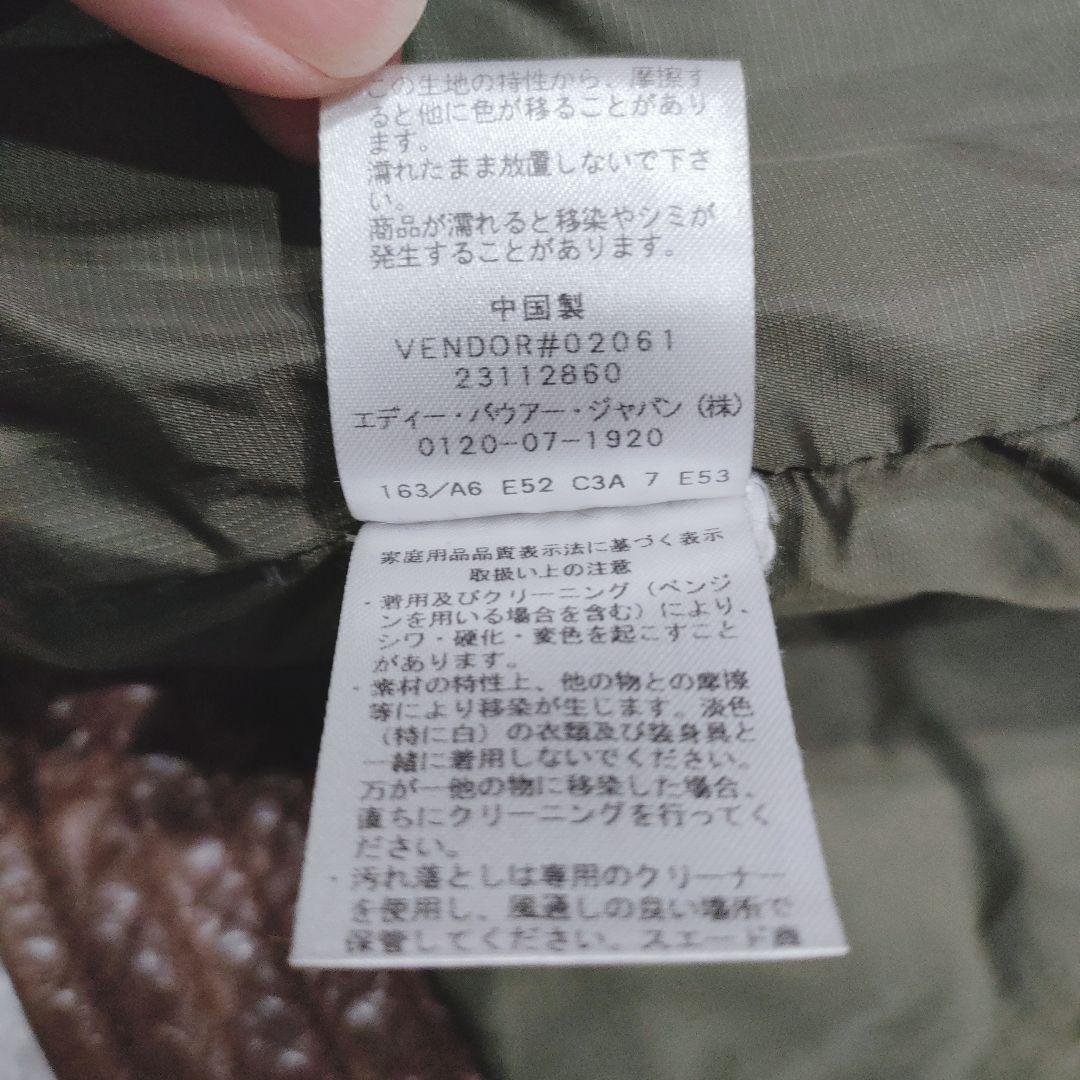 この生地の特性から、摩擦す
ると他に色が移ることがあり
ます。
濡れたまま放置しないで下さ
い。
商品が濡れると移染やシミが
発生することがあります。
中国製
VENDOR#02061
23112860
エディー・バウアー・ジャパン（株）
0120-07-1920
163/A6 E52 C3A 7 E53
家庭用品品質表示法に基づく表示
取扱い上の注意
・着用及びクリーニング（ベンジ
ンを用いる場合を含む）により、
シワ・硬化・変色を起こすこと
があります。
・素材の特性上、他の物との摩擦
等により移染が生じます。淡色
（特に白）の衣類及び装身具と
一緒に着用しないでください。
万が一他の物に移染した場合、
直ちにクリーニングを行ってく
ださい。
・汚れ落としは専用のクリーナー
を使用し、風通しの良い場所で
保管してください。スエード商